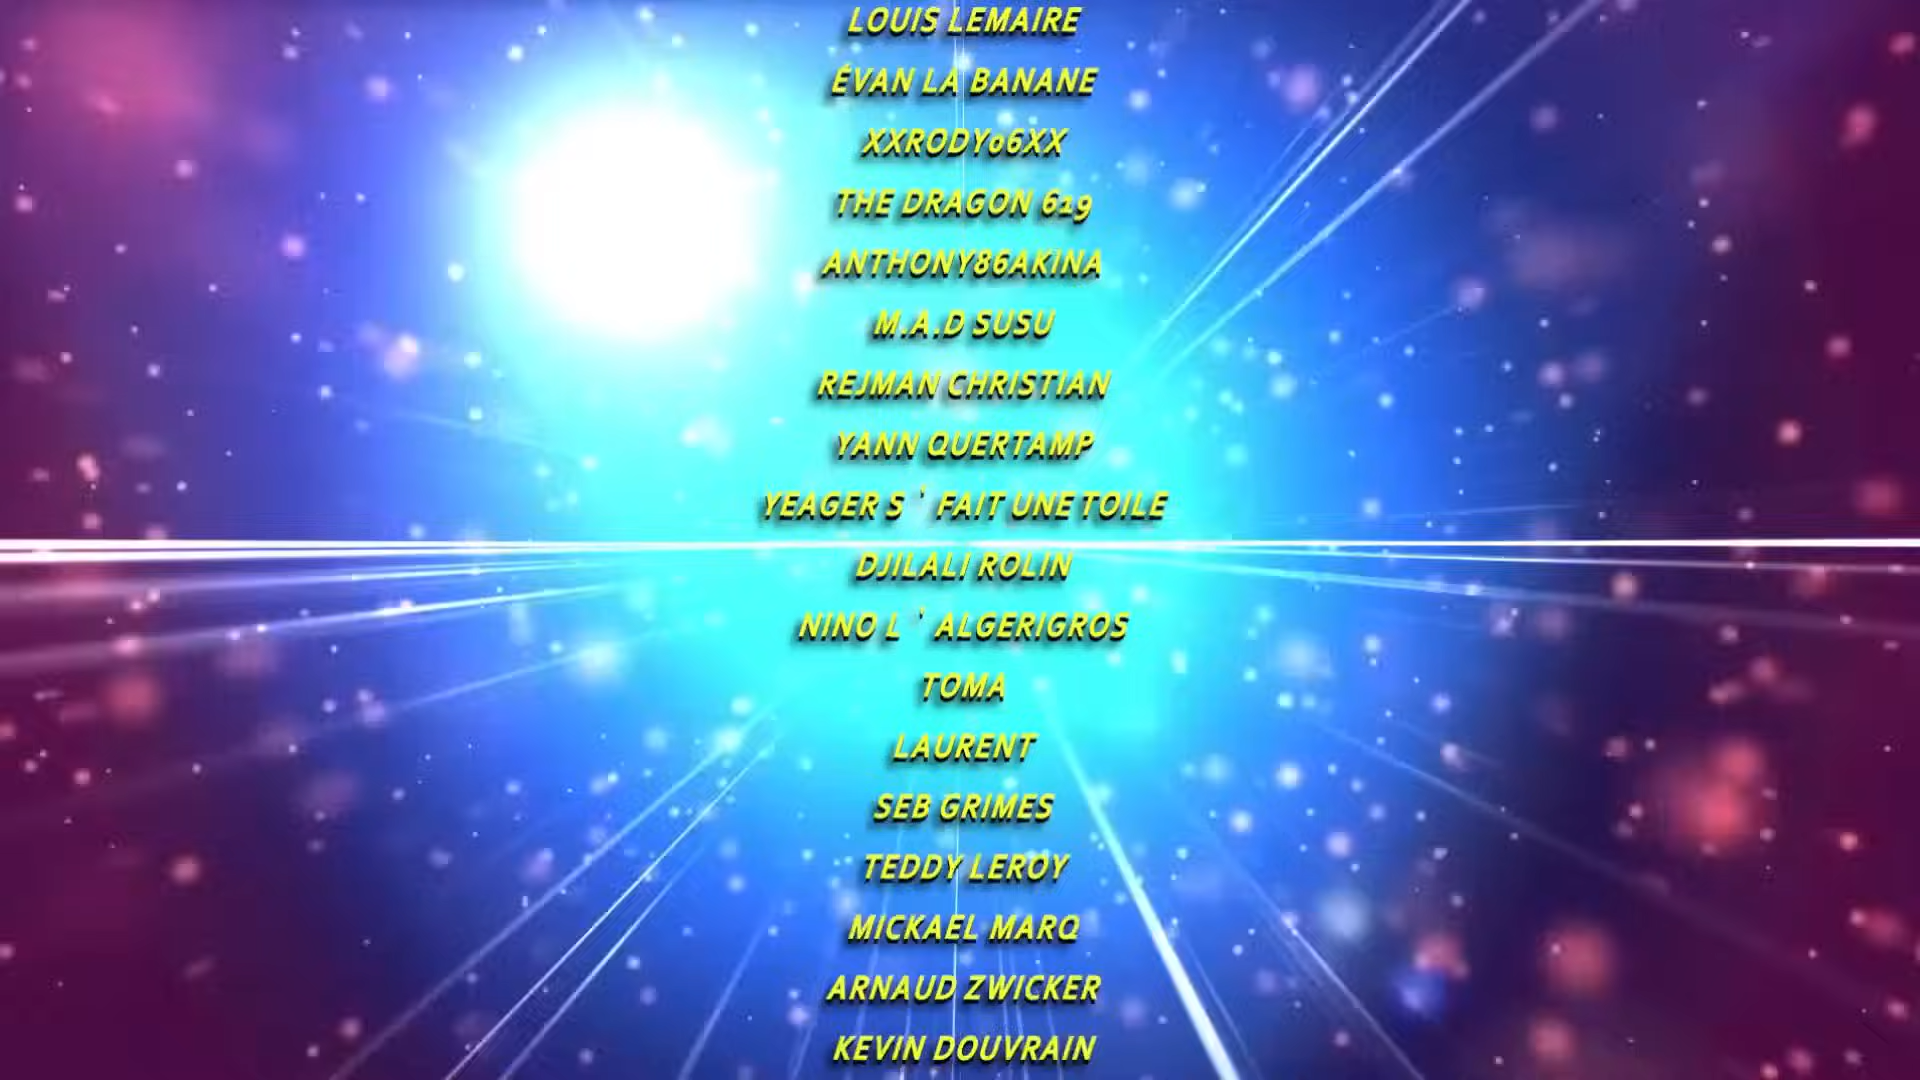 LOUIS LEMAIRE
ÉVAN LA BANANE
XXRODY06XX
THE DRAGON 619
ANTHONY86AKINA
M.A.D SUSU
REJMAN CHRISTIAN
YANN QUERTAMP
YEAGER S ' FAIT UNE TOILE
DJILALI ROLIN
NINO L ' ALGERIGROS
TOMA
LAURENT
SEB GRIMES
TEDDY LEROY
MICKAEL MARQ
ARNAUD ZWICKER
KEVIN DOUVRAIN